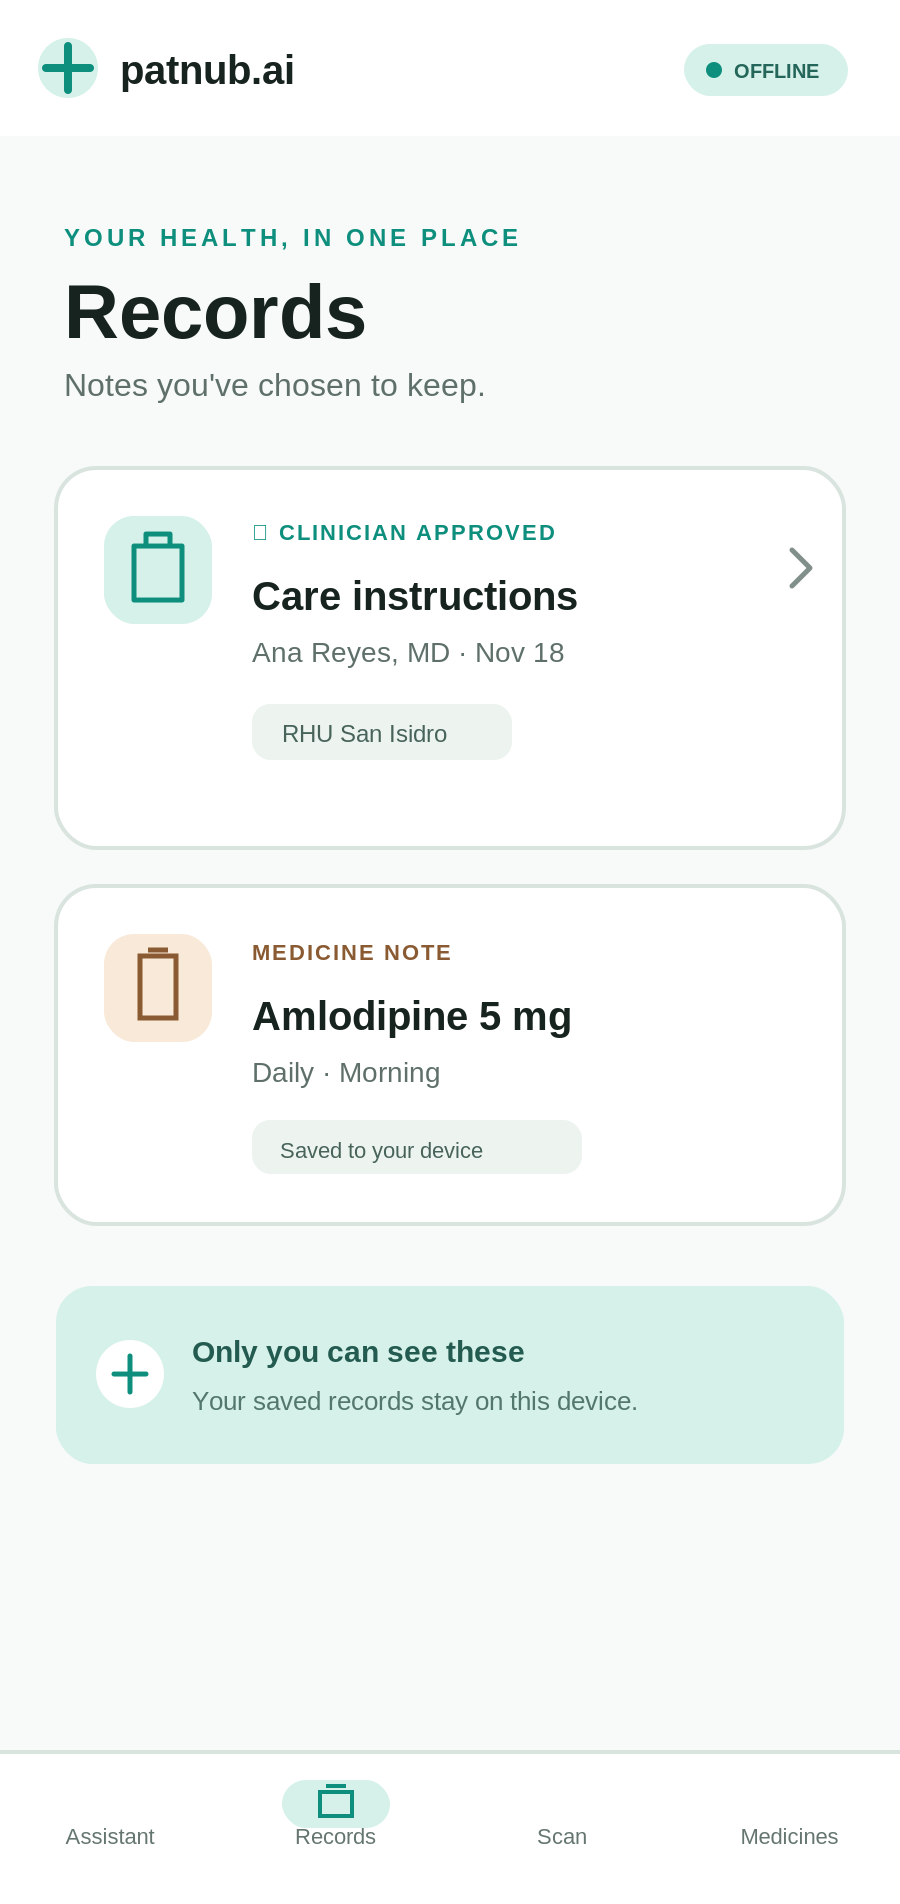 patnub.ai
OFFLINE
YOUR HEALTH, IN ONE PLACE
Records
Notes you've chosen to keep.
CLINICIAN APPROVED
Care instructions
Ana Reyes, MD · Nov 18
RHU San Isidro
MEDICINE NOTE
Amlodipine 5 mg
Daily · Morning
Saved to your device
Only you can see these
Your saved records stay on this device.
Assistant
Records
Scan
Medicines